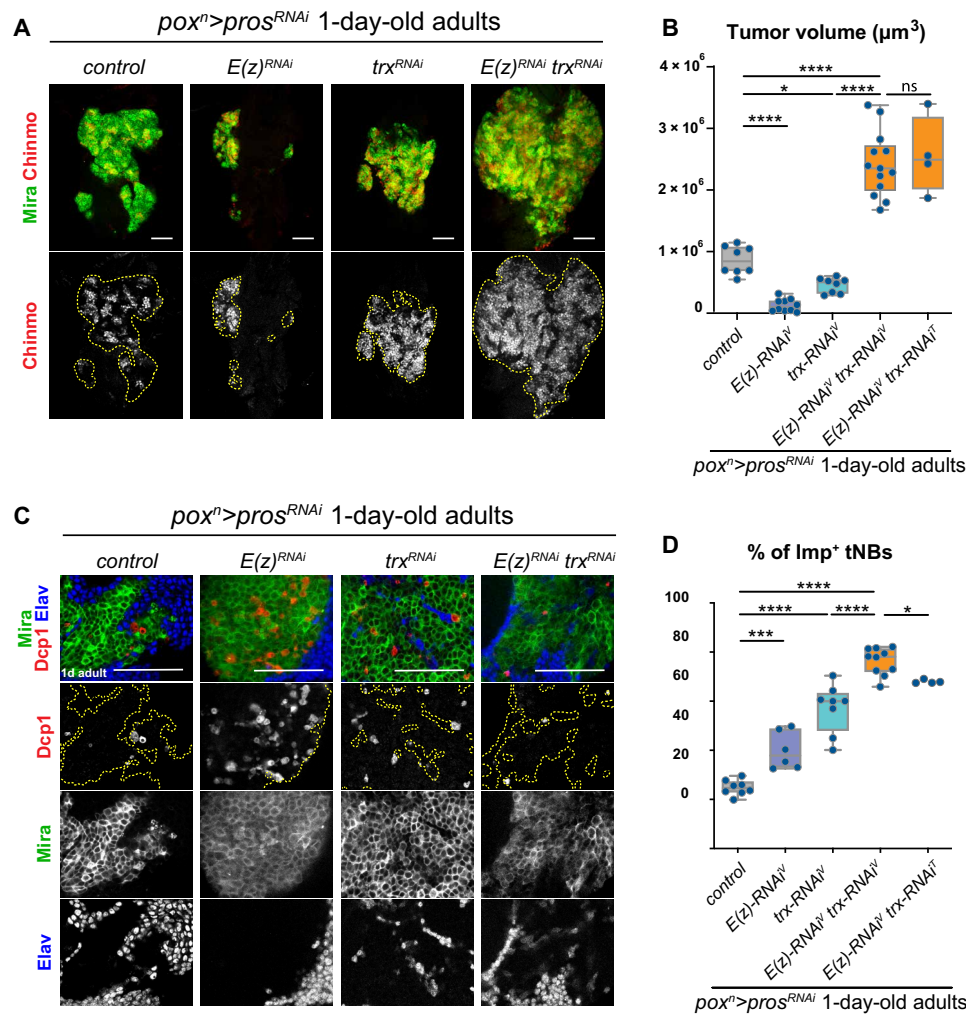 A
poxⁿ>pros^RNAi 1-day-old adults
control E(z)^RNAi trx^RNAi E(z)^RNAi trx^RNAi
Mira Chinmo
Chinmo
B
Tumor volume (µm³)
4 × 10⁶
3 × 10⁶
2 × 10⁶
1 × 10⁶
0
****
* **** ns
****
control
E(z)-RNAi^V
trx-RNAi^V
E(z)-RNAi^V trx-RNAi^V
E(z)-RNAi^V trx-RNAi^T
poxⁿ>pros^RNAi 1-day-old adults
C
poxⁿ>pros^RNAi 1-day-old adults
control E(z)^RNAi trx^RNAi E(z)^RNAi trx^RNAi
Mira
Dcp1 Elav
1d adult
Dcp1
Mira
Elav
D
% of Imp⁺ tNBs
100
80
60
40
20
0
****
**** **** *
***
control
E(z)-RNAi^V
trx-RNAi^V
E(z)-RNAi^V trx-RNAi^V
E(z)-RNAi^V trx-RNAi^T
poxⁿ>pros^RNAi 1-day-old adults